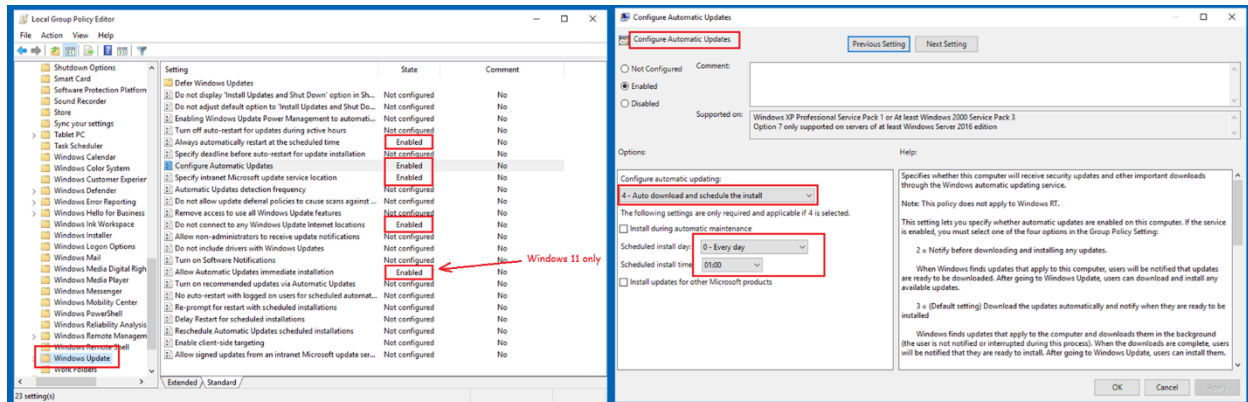 Local Group Policy Editor
File Action View Help
Shutdown Options
Smart Card
Software Protection Platform
Sound Recorder
Store
Sync your settings
Tablet PC
Task Scheduler
Windows Calendar
Windows Color System
Windows Customer Experier
Windows Defender
Windows Error Reporting
Windows Hello for Business
Windows Ink Workspace
Windows Installer
Windows Logon Options
Windows Mail
Windows Media Digital Righ
Windows Media Player
Windows Messenger
Windows Mobility Center
Windows PowerShell
Windows Reliability Analysis
Windows Remote Managem
Windows Remote Shell
Windows Update
Work Folders
Setting State Comment
Defer Windows Updates
Do not display 'Install Updates and Shut Down' option in Sh... Not configured No
Do not adjust default option to 'Install Updates and Shut Do... Not configured No
Enabling Windows Update Power Management to automati... Not configured No
Turn off auto-restart for updates during active hours Not configured No
Always automatically restart at the scheduled time Enabled No
Specify deadline before auto-restart for update installation Not configured No
Configure Automatic Updates Enabled No
Specify intranet Microsoft update service location Enabled No
Automatic Updates detection frequency Not configured No
Do not allow update deferral policies to cause scans against ... Not configured No
Remove access to use all Windows Update features Not configured No
Do not connect to any Windows Update Internet locations Enabled No
Allow non-administrators to receive update notifications Not configured No
Do not include drivers with Windows Updates Not configured No
Turn on Software Notifications Not configured No
Allow Automatic Updates immediate installation Enabled No
Windows 11 only
Turn on recommended updates via Automatic Updates Not configured No
No auto-restart with logged on users for scheduled automat... Not configured No
Re-prompt for restart with scheduled installations Not configured No
Delay Restart for scheduled installations Not configured No
Reschedule Automatic Updates scheduled installations Not configured No
Enable client-side targeting Not configured No
Allow signed updates from an intranet Microsoft update ser... Not configured No
Extended Standard
23 setting(s)
Configure Automatic Updates
Configure Automatic Updates
Previous Setting Next Setting
Not Configured Comment:
Enabled
Disabled
Supported on: Windows XP Professional Service Pack 1 or At least Windows 2000 Service Pack 3
Option 7 only supported on servers of at least Windows Server 2016 edition
Options: Help:
Configure automatic updating:
4 - Auto download and schedule the install
The following settings are only required and applicable if 4 is selected.
Install during automatic maintenance
Scheduled install day: 0 - Every day
Scheduled install time: 01:00
Install updates for other Microsoft products
Specifies whether this computer will receive security updates and other important downloads
through the Windows automatic updating service.
Note: This policy does not apply to Windows RT.
This setting lets you specify whether automatic updates are enabled on this computer. If the service
is enabled, you must select one of the four options in the Group Policy Setting:
2 = Notify before downloading and installing any updates.
When Windows finds updates that apply to this computer, users will be notified that updates
are ready to be downloaded. After going to Windows Update, users can download and install any
available updates.
3 = (Default setting) Download the updates automatically and notify when they are ready to be
installed
Windows finds updates that apply to the computer and downloads them in the background
(the user is not notified or interrupted during this process). When the downloads are complete, users
will be notified that they are ready to install. After going to Windows Update, users can install them.
OK Cancel Apply